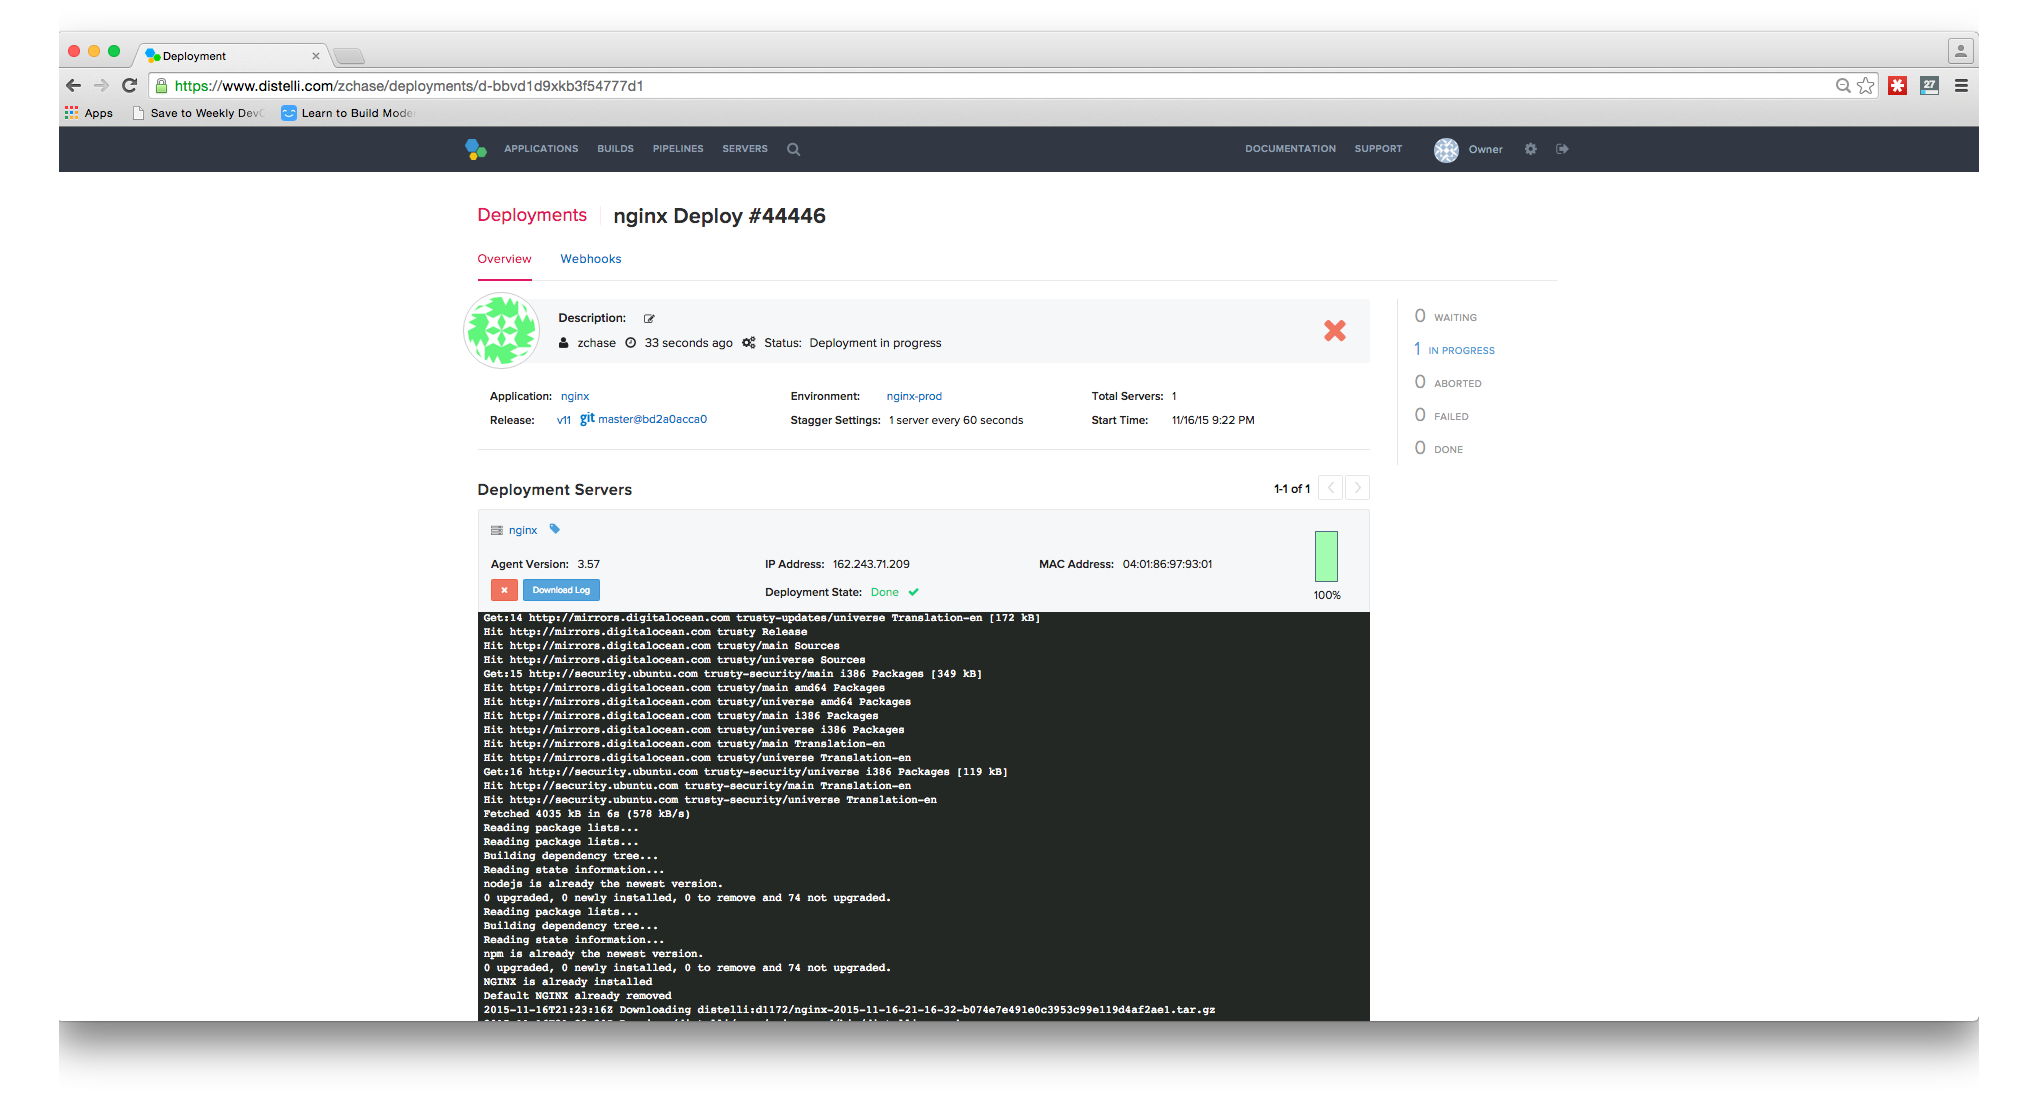 Deployment
https://www.distelli.com/zchase/deployments/d-bbvd1d9xkb3f54777d1
27
Apps Save to Weekly Dev Learn to Build Mode
APPLICATIONS BUILDS PIPELINES SERVERS DOCUMENTATION SUPPORT Owner
Deployments nginx Deploy #44446
Overview Webhooks
Description:
zchase 33 seconds ago Status: Deployment in progress
0 WAITING
1 IN PROGRESS
0 ABORTED
0 FAILED
0 DONE
Application: nginx Environment: nginx-prod Total Servers: 1
Release: v11 git master@bd2a0acca0 Stagger Settings: 1 server every 60 seconds Start Time: 11/16/15 9:22 PM
Deployment Servers 1-1 of 1
nginx
Agent Version: 3.57 IP Address: 162.243.71.209 MAC Address: 04:01:86:97:93:01
Download Log Deployment State: Done 100%
Get:14 http://mirrors.digitalocean.com trusty-updates/universe Translation-en [172 kB]
Hit http://mirrors.digitalocean.com trusty Release
Hit http://mirrors.digitalocean.com trusty/main Sources
Hit http://mirrors.digitalocean.com trusty/universe Sources
Get:15 http://security.ubuntu.com trusty-security/main i386 Packages [349 kB]
Hit http://mirrors.digitalocean.com trusty/main amd64 Packages
Hit http://mirrors.digitalocean.com trusty/universe amd64 Packages
Hit http://mirrors.digitalocean.com trusty/main i386 Packages
Hit http://mirrors.digitalocean.com trusty/universe i386 Packages
Hit http://mirrors.digitalocean.com trusty/main Translation-en
Hit http://mirrors.digitalocean.com trusty/universe Translation-en
Get:16 http://security.ubuntu.com trusty-security/universe i386 Packages [119 kB]
Hit http://security.ubuntu.com trusty-security/main Translation-en
Hit http://security.ubuntu.com trusty-security/universe Translation-en
Fetched 4035 kB in 6s (578 kB/s)
Reading package lists...
Reading package lists...
Building dependency tree...
Reading state information...
nodejs is already the newest version.
0 upgraded, 0 newly installed, 0 to remove and 74 not upgraded.
Reading package lists...
Building dependency tree...
Reading state information...
npm is already the newest version.
0 upgraded, 0 newly installed, 0 to remove and 74 not upgraded.
NGINX is already installed
Default NGINX already removed
2015-11-16T21:23:16Z Downloading distelli:d1172/nginx-2015-11-16-21-16-32-b074e7e491e0c3953c99e119d4af2ae1.tar.gz